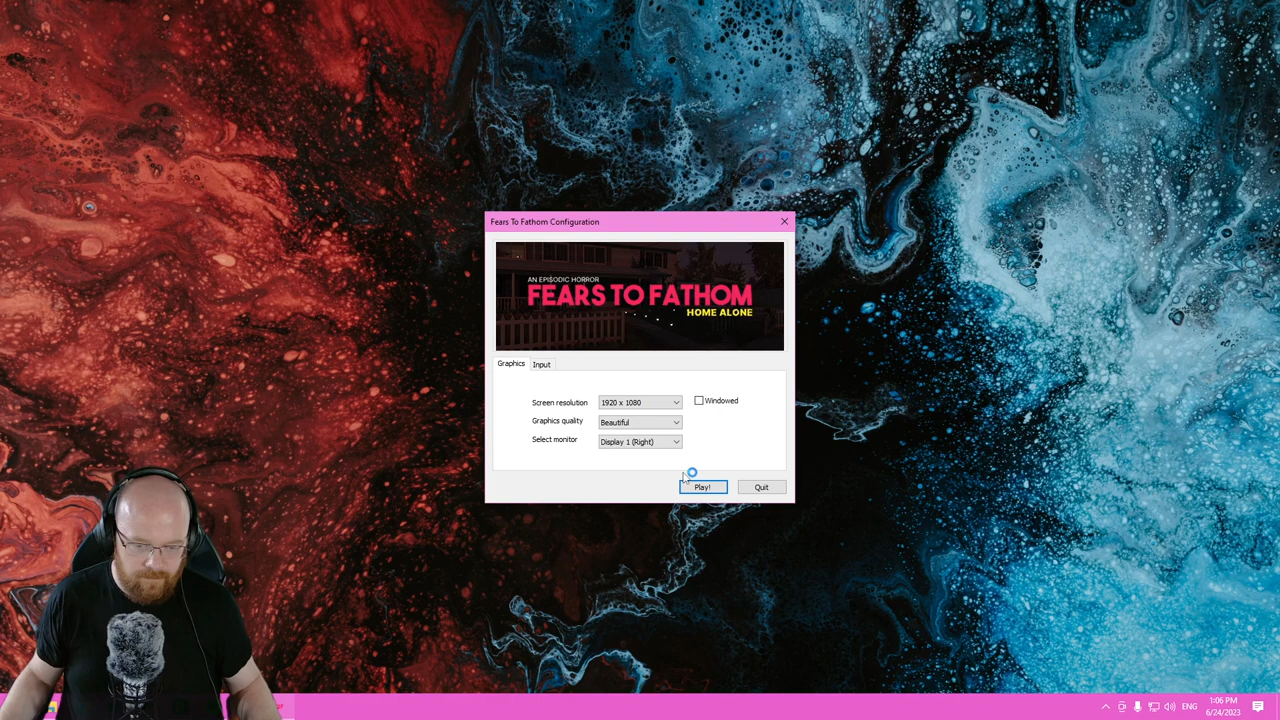 Fears To Fathom Configuration
AN EPISODIC HORROR
FEARS TO FATHOM
HOME ALONE
Graphics
Input
Screen resolution
1920 x 1080
Windowed
Graphics quality
Beautiful
Select monitor
Display 1 (Right)
Play!
Quit
ENG
1:06 PM
6/24/2023